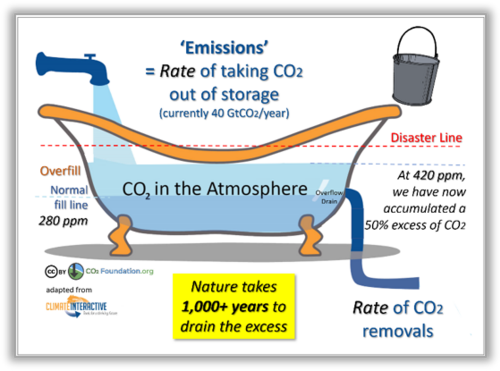 ‘Emissions’
= Rate of taking CO₂
out of storage
(currently 40 GtCO₂/year)
Disaster Line
Overfill
Normal
fill line
280 ppm
CO₂ in the Atmosphere
Overflow
Drain
At 420 ppm,
we have now
accumulated a
50% excess of CO₂
CC BY
CO₂ Foundation.org
adapted from
CLIMATE INTERACTIVE
Nature takes
1,000+ years to
drain the excess
Rate of CO₂
removals